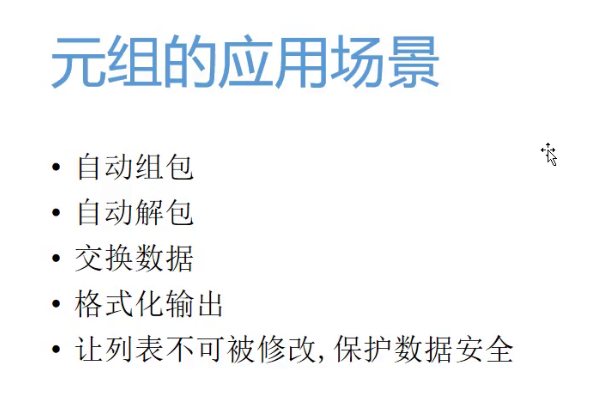 元组的应用场景
• 自动组包
• 自动解包
• 交换数据
• 格式化输出
• 让列表不可被修改,保护数据安全